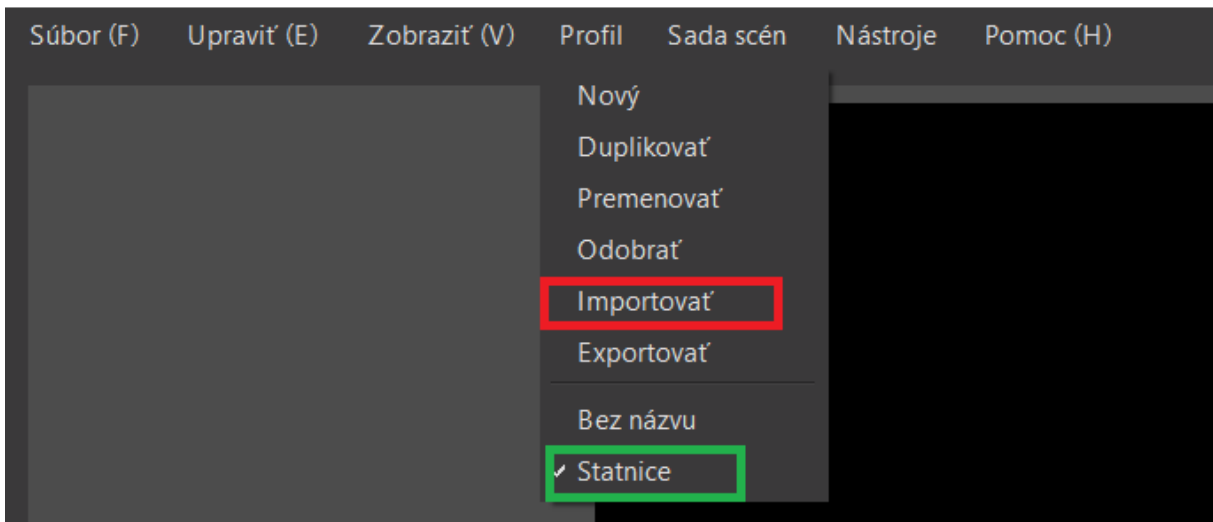 Súbor (F) Upraviť (E) Zobraziť (V) Profil Sada scén Nástroje Pomoc (H)
Nový
Duplikovať
Premenovať
Odobrať
Importovať
Exportovať
Bez názvu
✓ Statnice